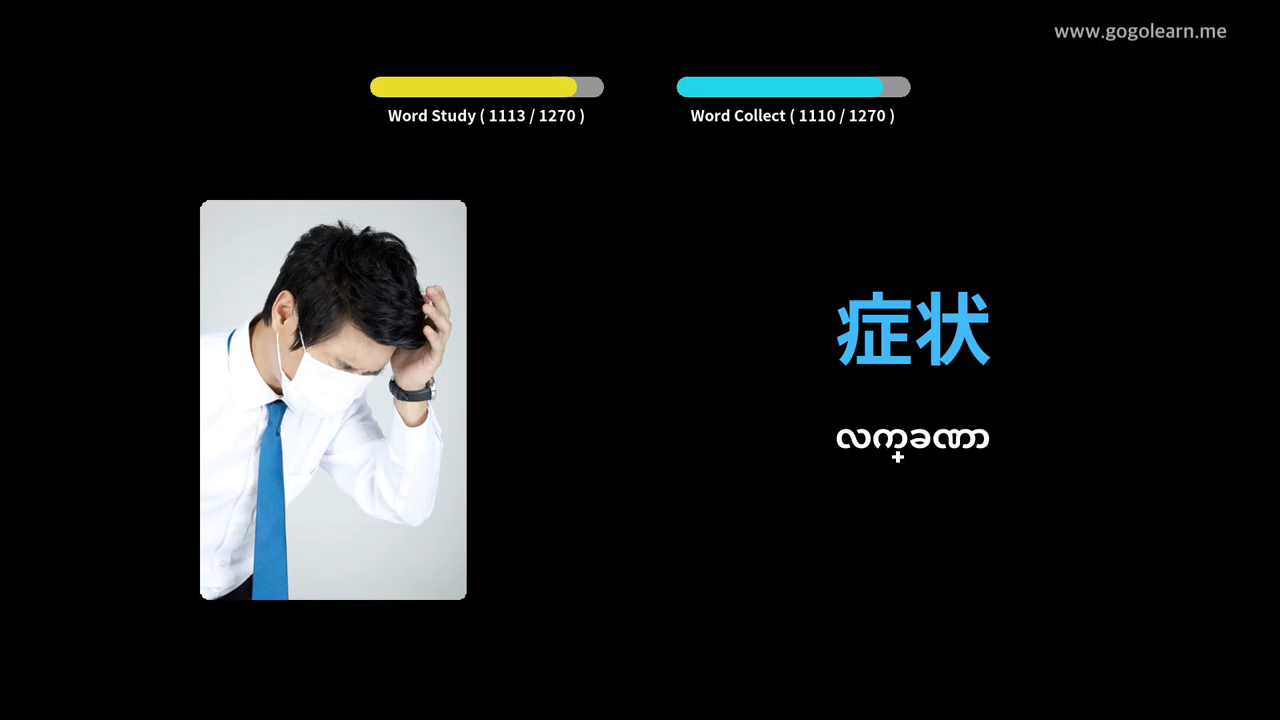 www.gogolearn.me
Word Study ( 1113 / 1270 )
Word Collect ( 1110 / 1270 )
症状
လက္ခဏာ